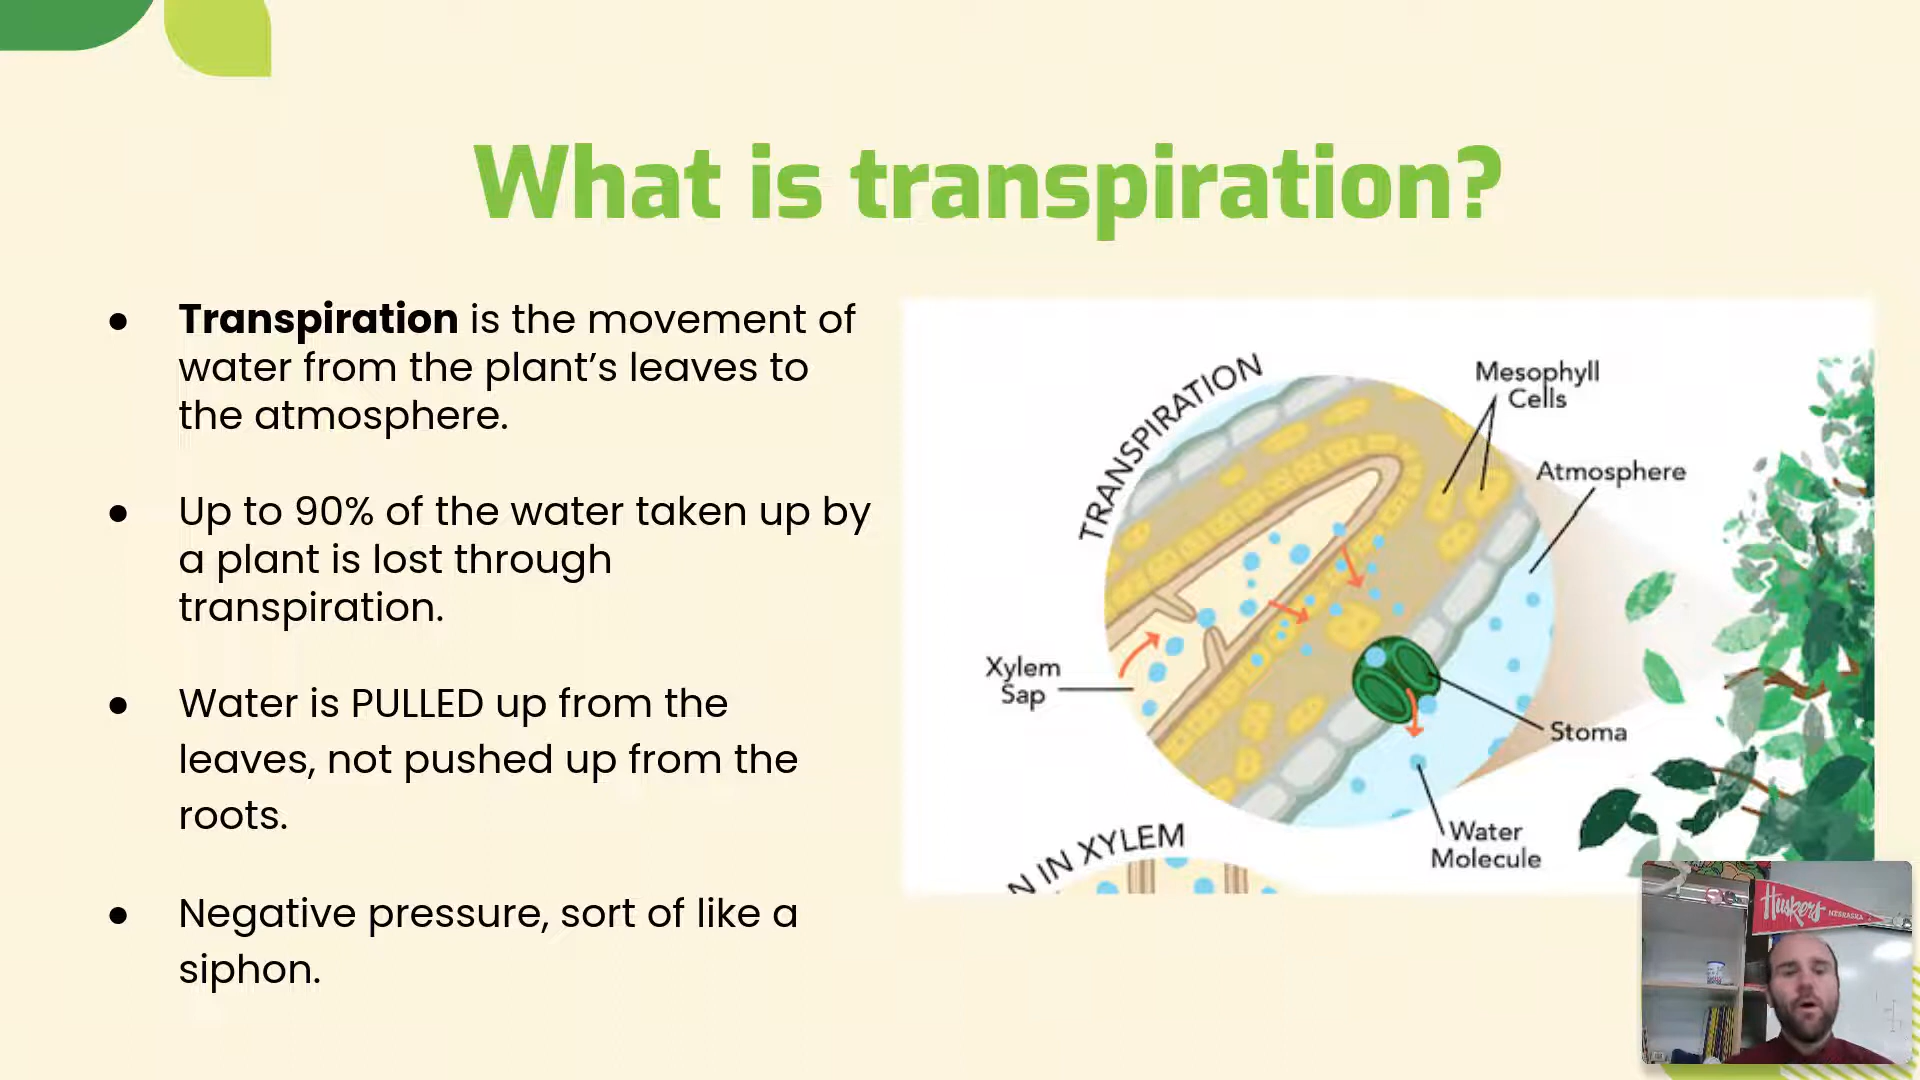 What is transpiration?
● Transpiration is the movement of
water from the plant’s leaves to
the atmosphere.
● Up to 90% of the water taken up by
a plant is lost through
transpiration.
● Water is PULLED up from the
leaves, not pushed up from the
roots.
● Negative pressure, sort of like a
siphon.
TRANSPIRATION
Mesophyll
Cells
Atmosphere
Xylem
Sap
Stoma
Water
Molecule
N IN XYLEM
Huskers
NEBRASKA